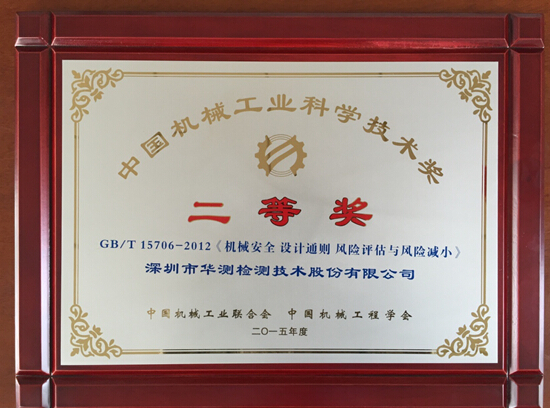 中国机械工业科学技术奖
二等奖
GB/T 15706-2012《机械安全 设计通则 风险评估与风险减小》
深圳市华测检测技术股份有限公司
中国机械工业联合会 中国机械工程学会
二〇一五年度